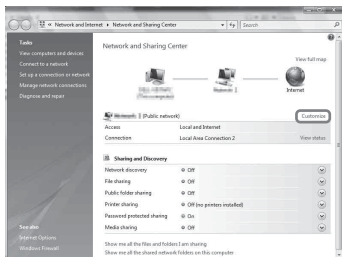 « Network and Internet ▸ Network and Sharing Center
Search
Tasks
View computers and devices
Connect to a network
Set up a connection or network
Manage network connections
Diagnose and repair
See also
Internet Options
Windows Firewall
Network and Sharing Center
View full map
Internet
(Public network)
Customize
Access Local and Internet
Connection Local Area Connection 2 View status
Sharing and Discovery
Network discovery Off
File sharing Off
Public folder sharing Off
Printer sharing Off (no printers installed)
Password protected sharing On
Media sharing Off
Show me all the files and folders I am sharing
Show me all the shared network folders on this computer